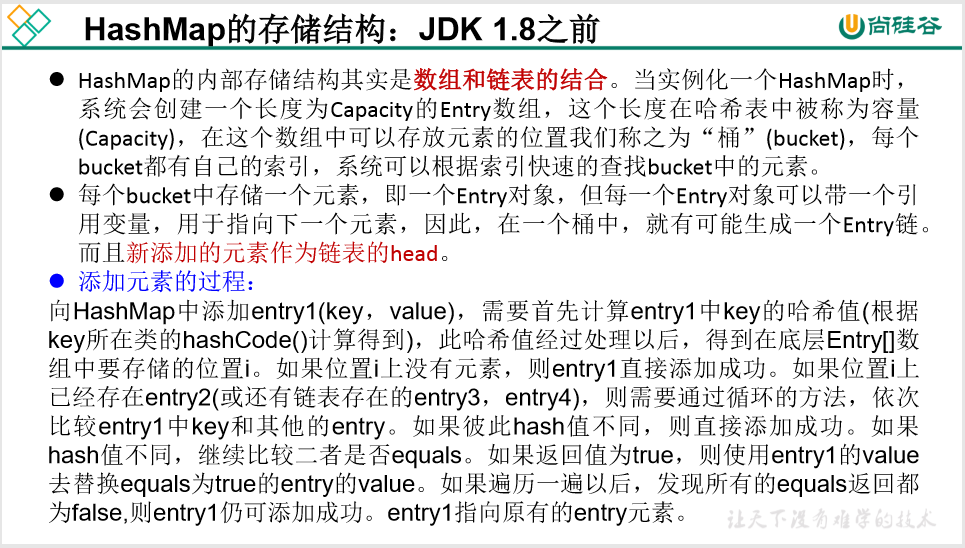 HashMap的存储结构：JDK 1.8之前
尚硅谷
● HashMap的内部存储结构其实是数组和链表的结合。当实例化一个HashMap时，
系统会创建一个长度为Capacity的Entry数组，这个长度在哈希表中被称为容量
(Capacity)，在这个数组中可以存放元素的位置我们称之为“桶”(bucket)，每个
bucket都有自己的索引，系统可以根据索引快速的查找bucket中的元素。
● 每个bucket中存储一个元素，即一个Entry对象，但每一个Entry对象可以带一个引
用变量，用于指向下一个元素，因此，在一个桶中，就有可能生成一个Entry链。
而且新添加的元素作为链表的head。
● 添加元素的过程：
向HashMap中添加entry1(key，value)，需要首先计算entry1中key的哈希值(根据
key所在类的hashCode()计算得到)，此哈希值经过处理以后，得到在底层Entry[]数
组中要存储的位置i。如果位置i上没有元素，则entry1直接添加成功。如果位置i上
已经存在entry2(或还有链表存在的entry3，entry4)，则需要通过循环的方法，依次
比较entry1中key和其他的entry。如果彼此hash值不同，则直接添加成功。如果
hash值不同，继续比较二者是否equals。如果返回值为true，则使用entry1的value
去替换equals为true的entry的value。如果遍历一遍以后，发现所有的equals返回都
为false,则entry1仍可添加成功。entry1指向原有的entry元素。
让天下没有难学的技术